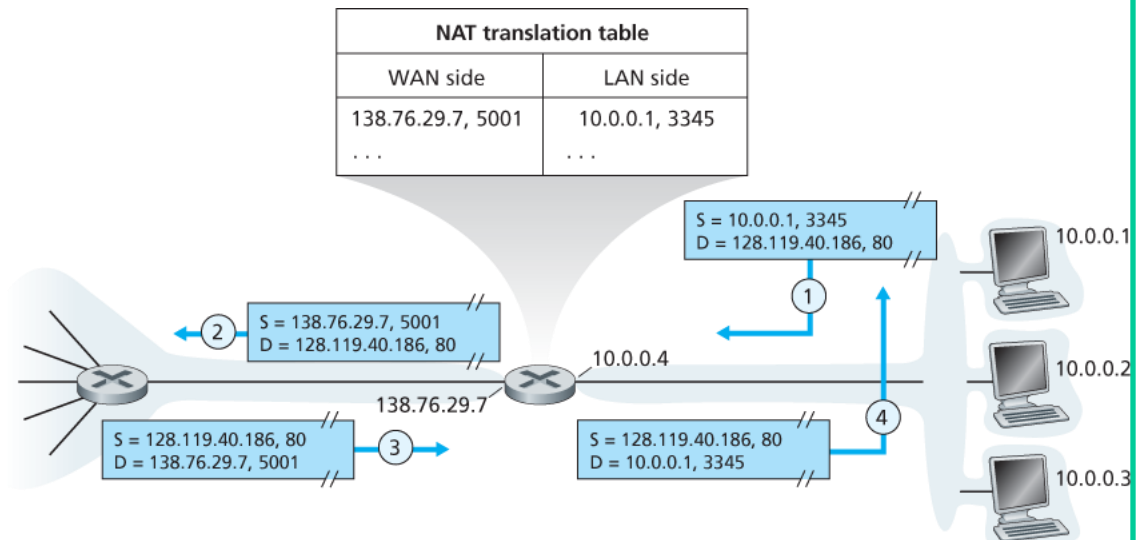 NAT translation table
WAN side
LAN side
138.76.29.7, 5001
10.0.0.1, 3345
. . .
. . .
S = 10.0.0.1, 3345
D = 128.119.40.186, 80
10.0.0.1
1
2
S = 138.76.29.7, 5001
D = 128.119.40.186, 80
10.0.0.4
10.0.0.2
138.76.29.7
4
S = 128.119.40.186, 80
D = 138.76.29.7, 5001
3
S = 128.119.40.186, 80
D = 10.0.0.1, 3345
10.0.0.3